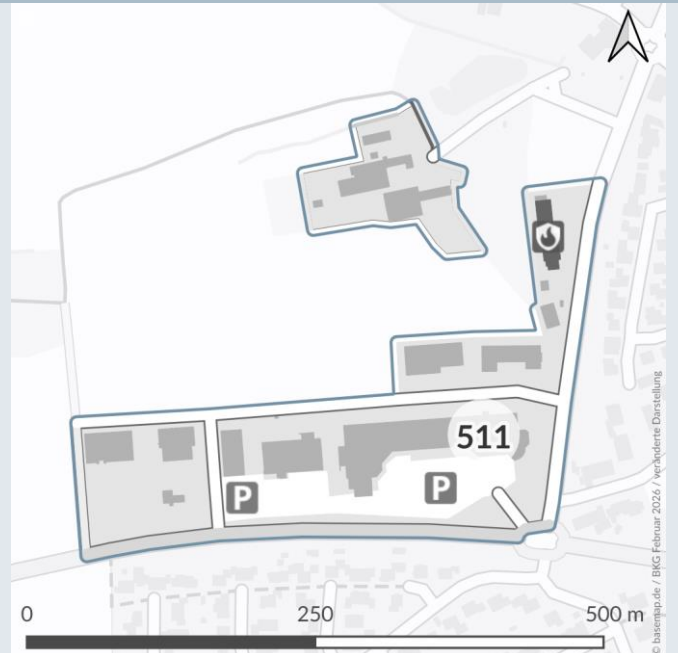 511
P
P
0 250 500 m
© basemap.de / BKG Februar 2026 / veränderte Darstellung